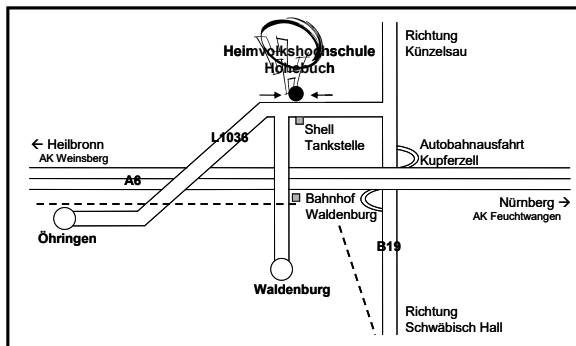 Richtung
Künzelsau
Heimvolkshochschule
Hohebuch
L1036
Shell
Tankstelle
← Heilbronn
AK Weinsberg
Autobahnausfahrt
Kupferzell
A6
Bahnhof
Waldenburg
Nürnberg →
AK Feuchtwangen
Öhringen
B19
Waldenburg
Richtung
Schwäbisch Hall